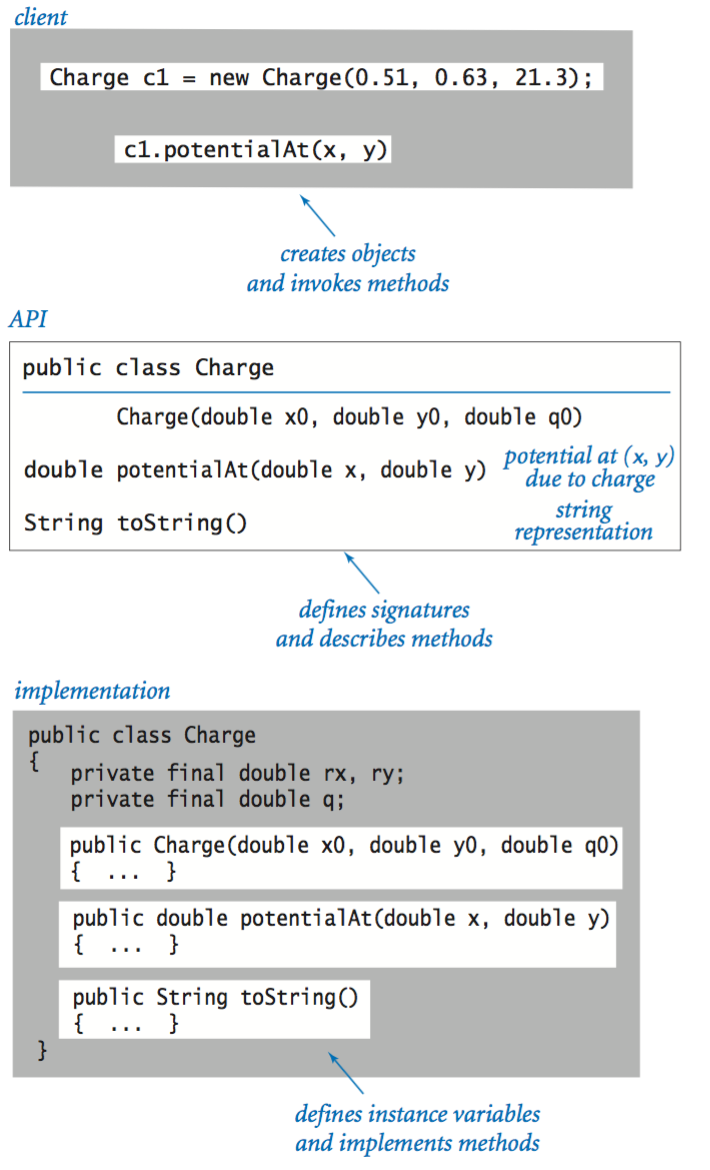 client
Charge c1 = new Charge(0.51, 0.63, 21.3);
c1.potentialAt(x, y)
creates objects
and invokes methods
API
public class Charge
Charge(double x0, double y0, double q0)
double potentialAt(double x, double y)
potential at (x, y)
due to charge
String toString()
string
representation
defines signatures
and describes methods
implementation
public class Charge
{
private final double rx, ry;
private final double q;
public Charge(double x0, double y0, double q0)
{ ... }
public double potentialAt(double x, double y)
{ ... }
public String toString()
{ ... }
}
defines instance variables
and implements methods